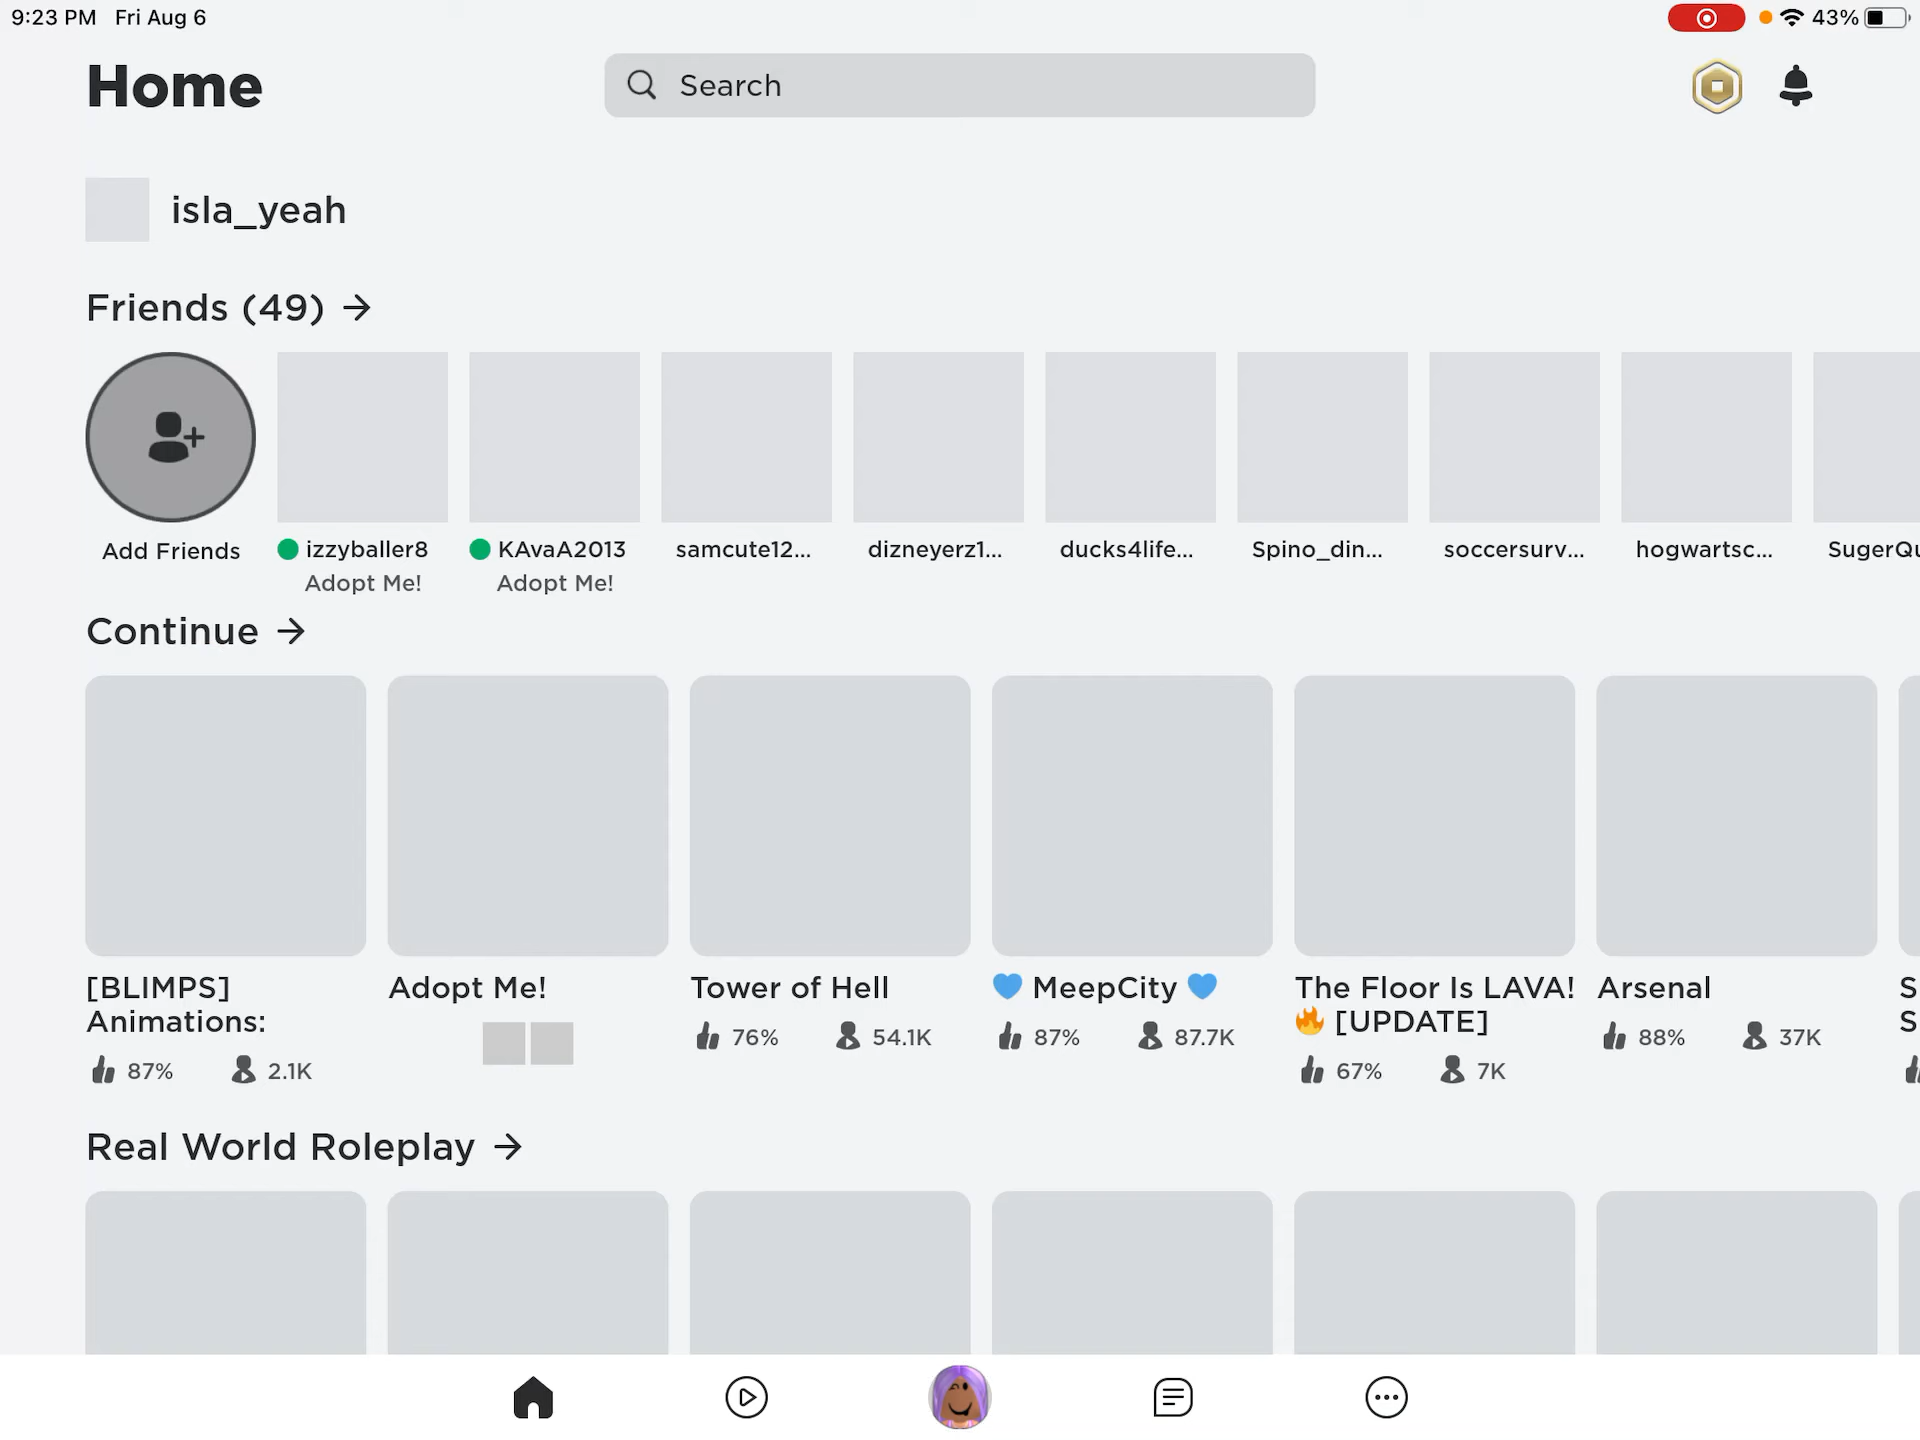 9:23 PM Fri Aug 6 43%
Home
Search
isla_yeah
Friends (49)
Add Friends
izzyballer8
Adopt Me!
KAvaA2013
Adopt Me!
samcute12...
dizneyerz1...
ducks4life...
Spino_din...
soccersurv...
hogwartsc...
SugerQu
Continue
[BLIMPS]
Animations:
87% 2.1K
Adopt Me!
Tower of Hell
76% 54.1K
💙 MeepCity 💙
87% 87.7K
The Floor Is LAVA!
🔥 [UPDATE]
67% 7K
Arsenal
88% 37K
S
S
Real World Roleplay